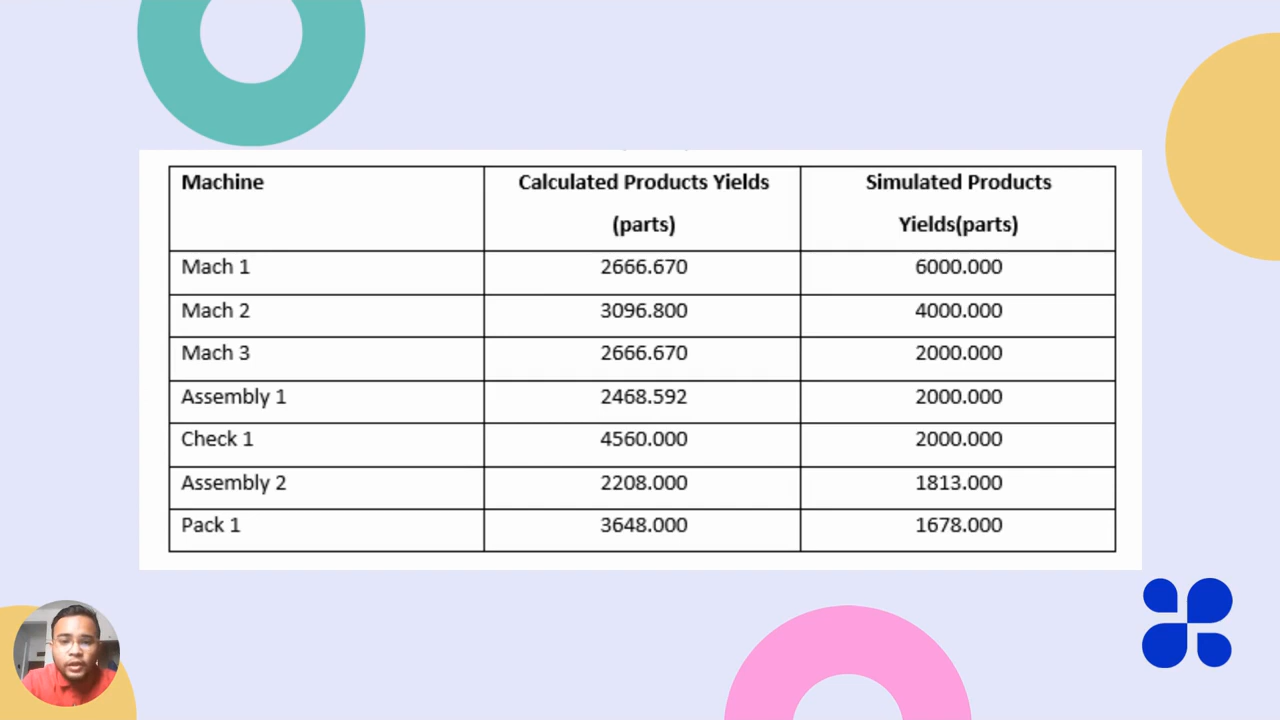 Machine Calculated Products Yields Simulated Products
(parts) Yields(parts)
Mach 1 2666.670 6000.000
Mach 2 3096.800 4000.000
Mach 3 2666.670 2000.000
Assembly 1 2468.592 2000.000
Check 1 4560.000 2000.000
Assembly 2 2208.000 1813.000
Pack 1 3648.000 1678.000